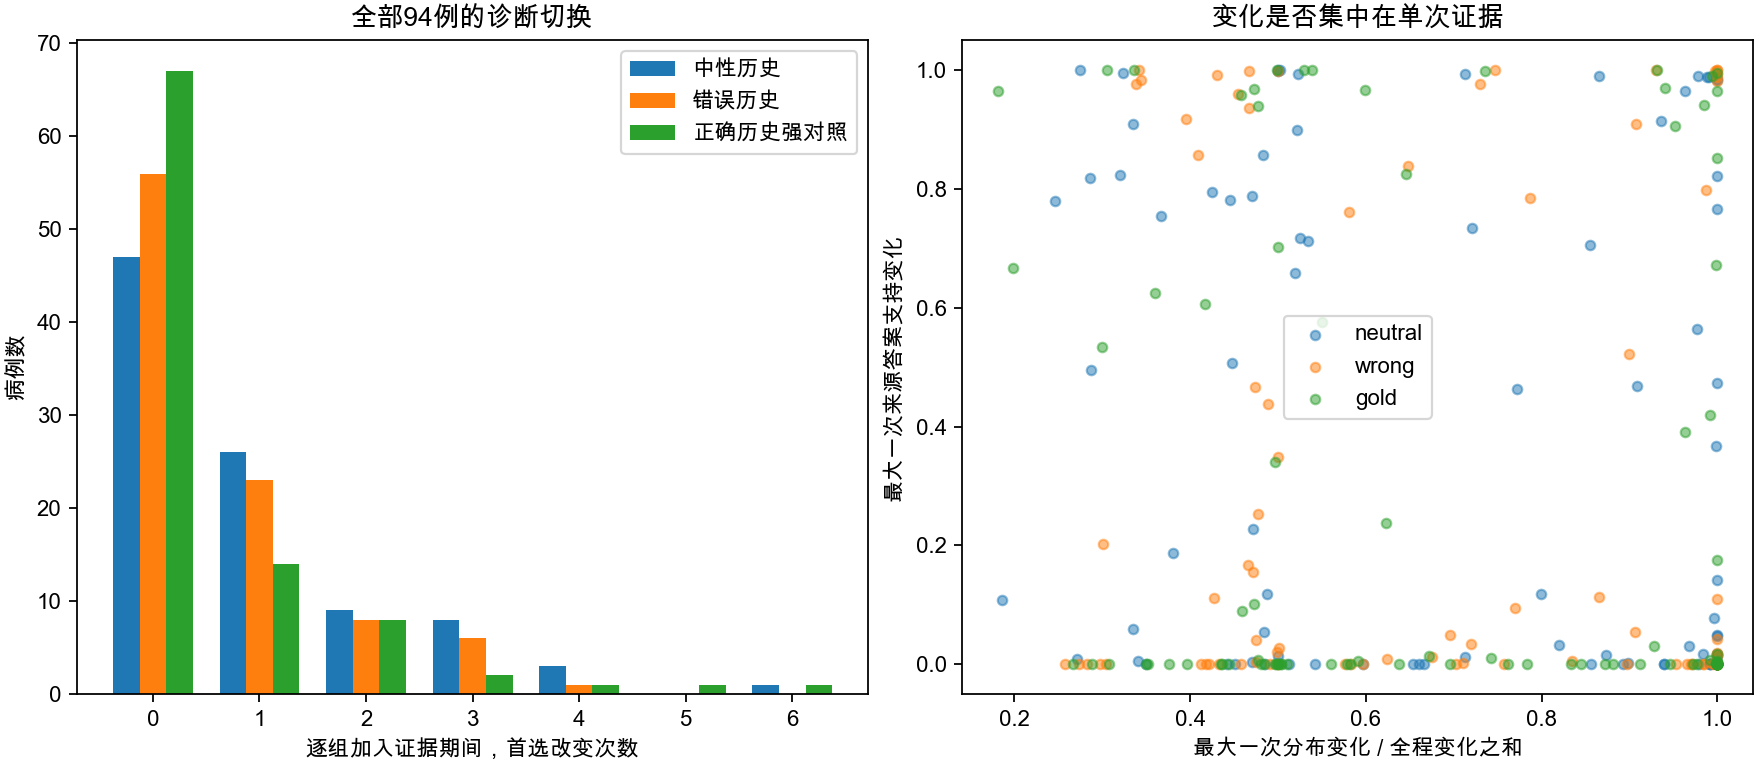 全部94例的诊断切换
70
60
50
40
30
20
10
0
病例数
中性历史
错误历史
正确历史强对照
0 1 2 3 4 5 6
逐组加入证据期间，首选改变次数
变化是否集中在单次证据
1.0
0.8
0.6
0.4
0.2
0.0
最大一次来源答案支持变化
neutral
wrong
gold
0.2 0.4 0.6 0.8 1.0
最大一次分布变化 / 全程变化之和